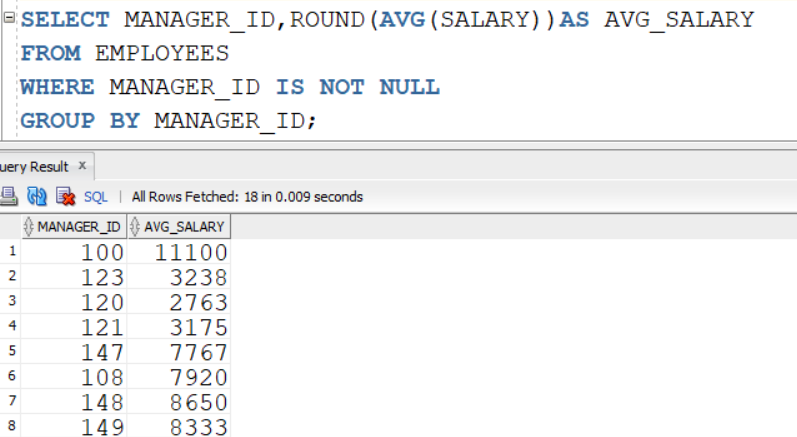 SELECT MANAGER_ID,ROUND(AVG(SALARY))AS AVG_SALARY
FROM EMPLOYEES
WHERE MANAGER_ID IS NOT NULL
GROUP BY MANAGER_ID;
uery Result x
SQL | All Rows Fetched: 18 in 0.009 seconds
MANAGER_ID AVG_SALARY
1 100 11100
2 123 3238
3 120 2763
4 121 3175
5 147 7767
6 108 7920
7 148 8650
8 149 8333